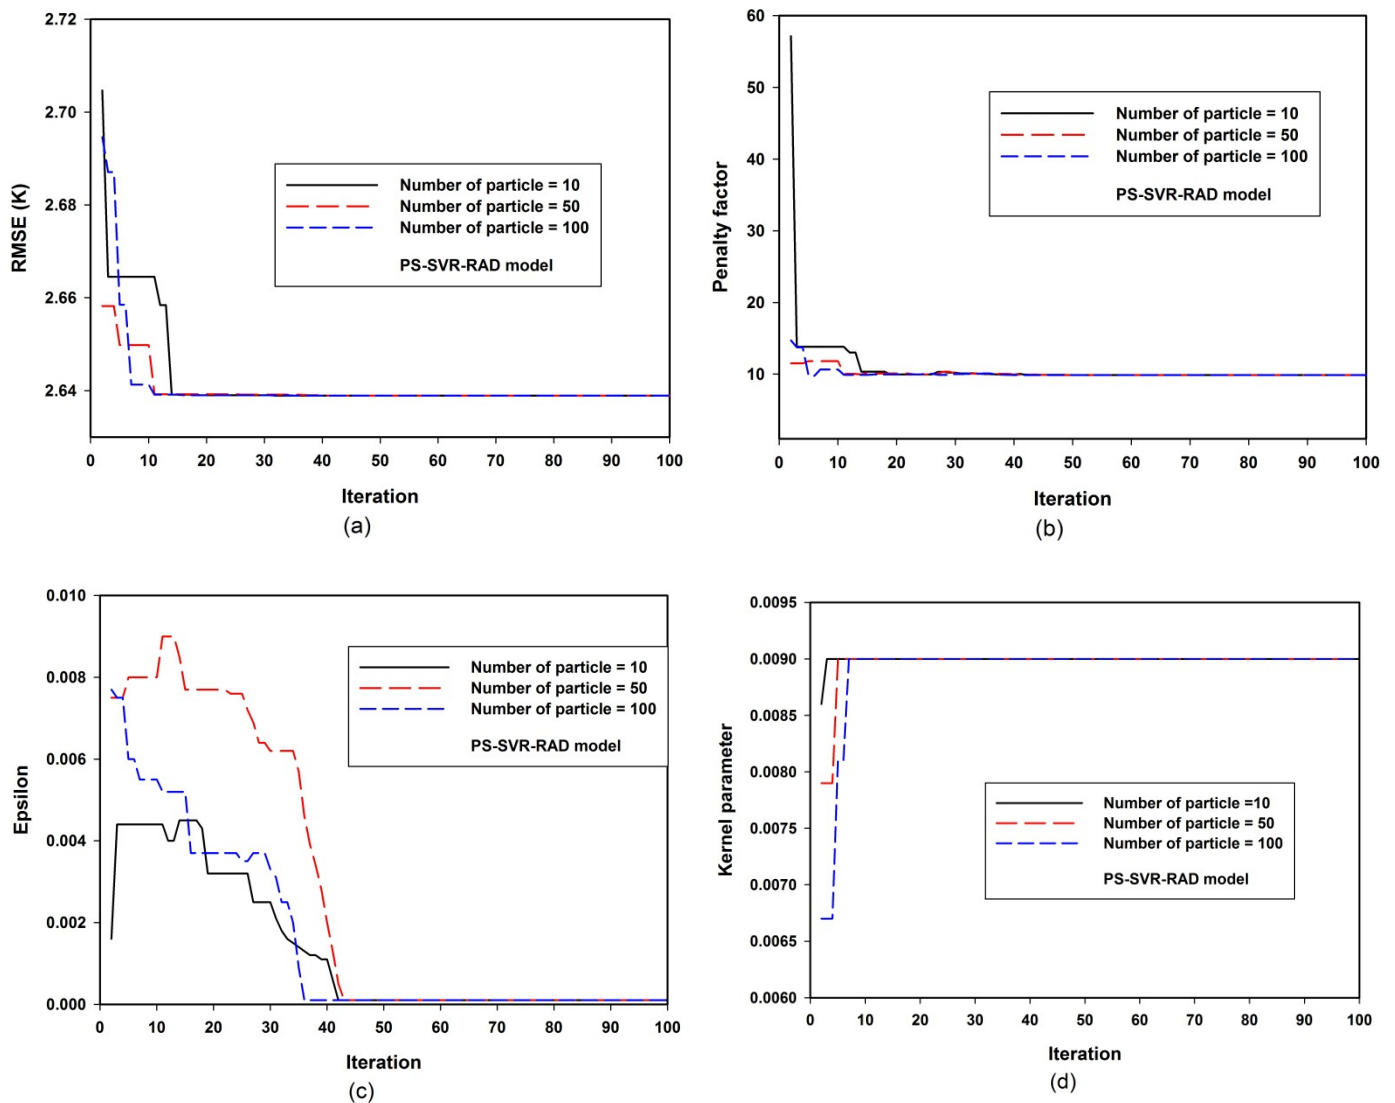 2.72
2.70
2.68
2.66
2.64
RMSE (K)
Number of particle = 10
Number of particle = 50
Number of particle = 100
PS-SVR-RAD model
0 10 20 30 40 50 60 70 80 90 100
Iteration
(a)
60
50
40
30
20
10
Penalty factor
Number of particle = 10
Number of particle = 50
Number of particle = 100
PS-SVR-RAD model
0 10 20 30 40 50 60 70 80 90 100
Iteration
(b)
0.010
0.008
0.006
0.004
0.002
0.000
Epsilon
Number of particle = 10
Number of particle = 50
Number of particle = 100
PS-SVR-RAD model
0 10 20 30 40 50 60 70 80 90 100
Iteration
(c)
0.0095
0.0090
0.0085
0.0080
0.0075
0.0070
0.0065
0.0060
Kernel parameter
Number of particle =10
Number of particle = 50
Number of particle = 100
PS-SVR-RAD model
0 10 20 30 40 50 60 70 80 90 100
Iteration
(d)